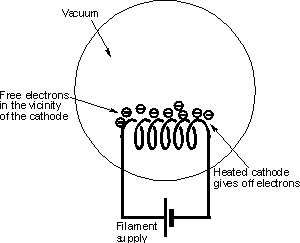 Vacuum
Free electrons
in the vicinity
of the cathode
Heated cathode
gives off electrons
Filament
supply